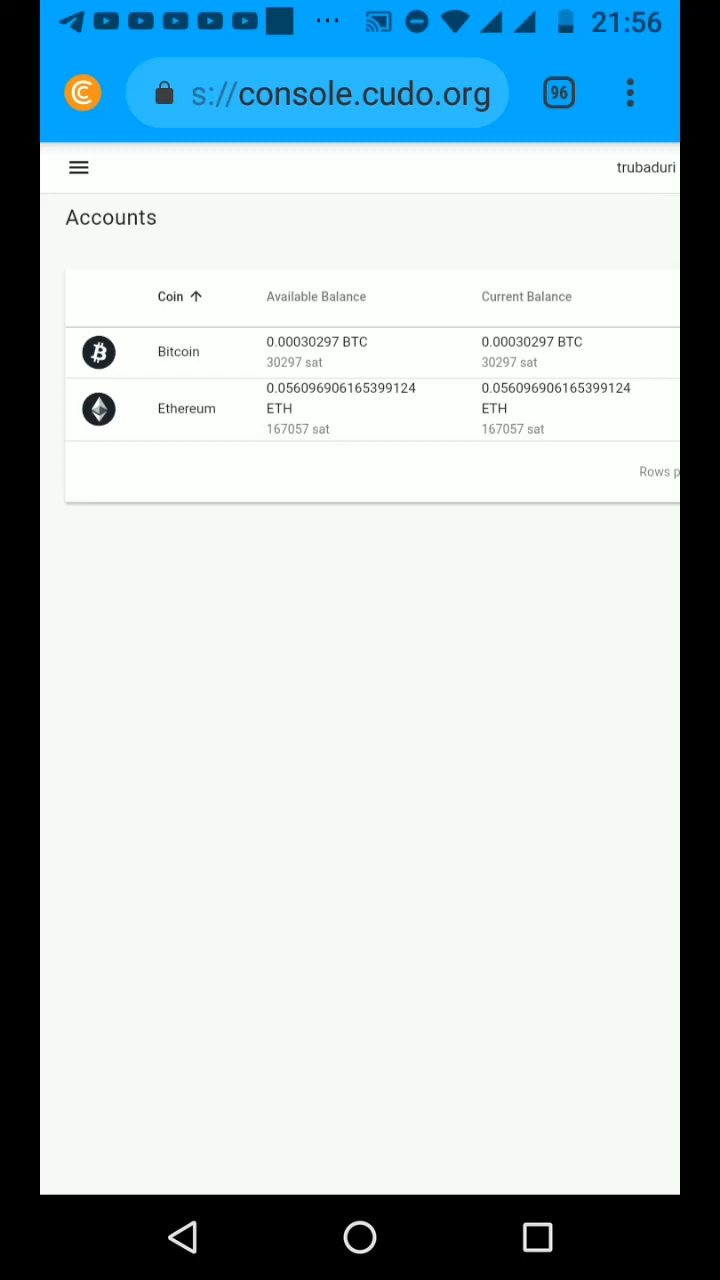 21:56
s://console.cudo.org
96
trubaduri
Accounts
Coin ↑ Available Balance Current Balance
Bitcoin 0.00030297 BTC 0.00030297 BTC
30297 sat 30297 sat
Ethereum 0.056096906165399124 ETH 0.056096906165399124 ETH
167057 sat 167057 sat
Rows p